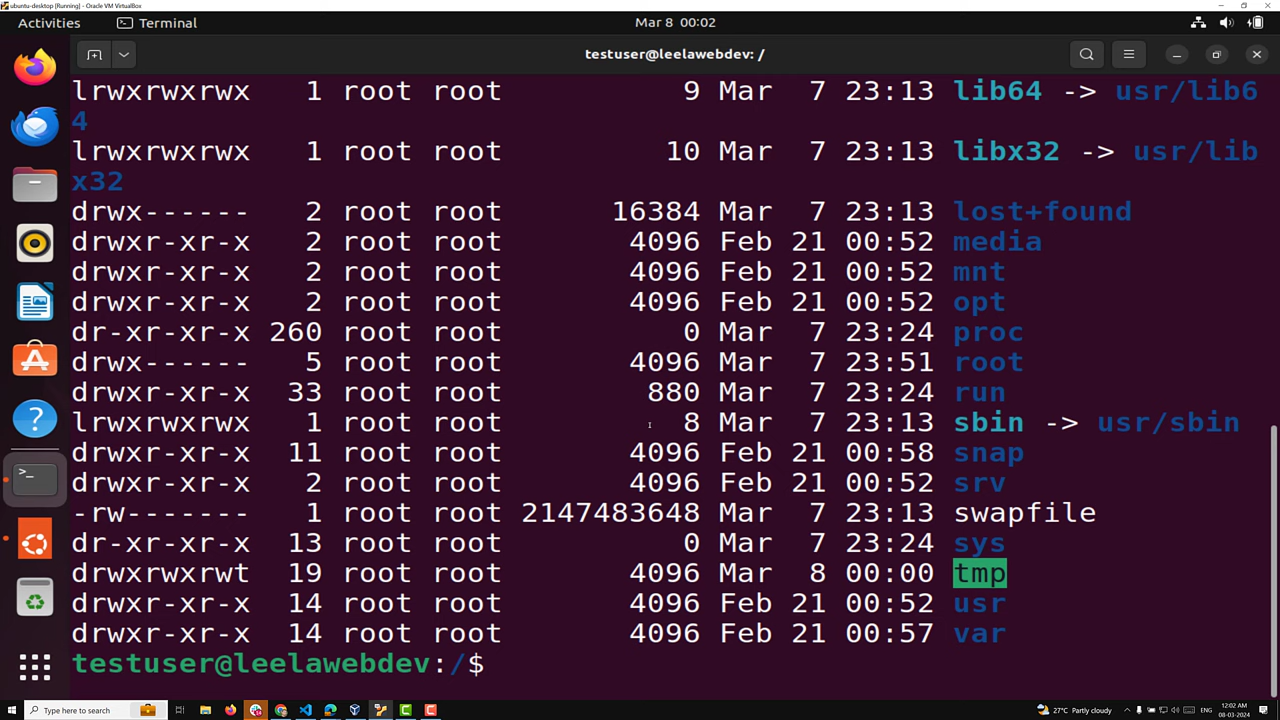 ubuntu-desktop [Running] - Oracle VM VirtualBox
Activities Terminal Mar 8 00:02
testuser@leelawebdev: /
lrwxrwxrwx 1 root root 9 Mar 7 23:13 lib64 -> usr/lib6
4
lrwxrwxrwx 1 root root 10 Mar 7 23:13 libx32 -> usr/lib
x32
drwx------ 2 root root 16384 Mar 7 23:13 lost+found
drwxr-xr-x 2 root root 4096 Feb 21 00:52 media
drwxr-xr-x 2 root root 4096 Feb 21 00:52 mnt
drwxr-xr-x 2 root root 4096 Feb 21 00:52 opt
dr-xr-xr-x 260 root root 0 Mar 7 23:24 proc
drwx------ 5 root root 4096 Mar 7 23:51 root
drwxr-xr-x 33 root root 880 Mar 7 23:24 run
lrwxrwxrwx 1 root root 8 Mar 7 23:13 sbin -> usr/sbin
drwxr-xr-x 11 root root 4096 Feb 21 00:58 snap
drwxr-xr-x 2 root root 4096 Feb 21 00:52 srv
-rw------- 1 root root 2147483648 Mar 7 23:13 swapfile
dr-xr-xr-x 13 root root 0 Mar 7 23:24 sys
drwxrwxrwt 19 root root 4096 Mar 8 00:00 tmp
drwxr-xr-x 14 root root 4096 Feb 21 00:52 usr
drwxr-xr-x 14 root root 4096 Feb 21 00:57 var
testuser@leelawebdev:/$
Type here to search
27°C Partly cloudy
ENG
12:02 AM
08-03-2024